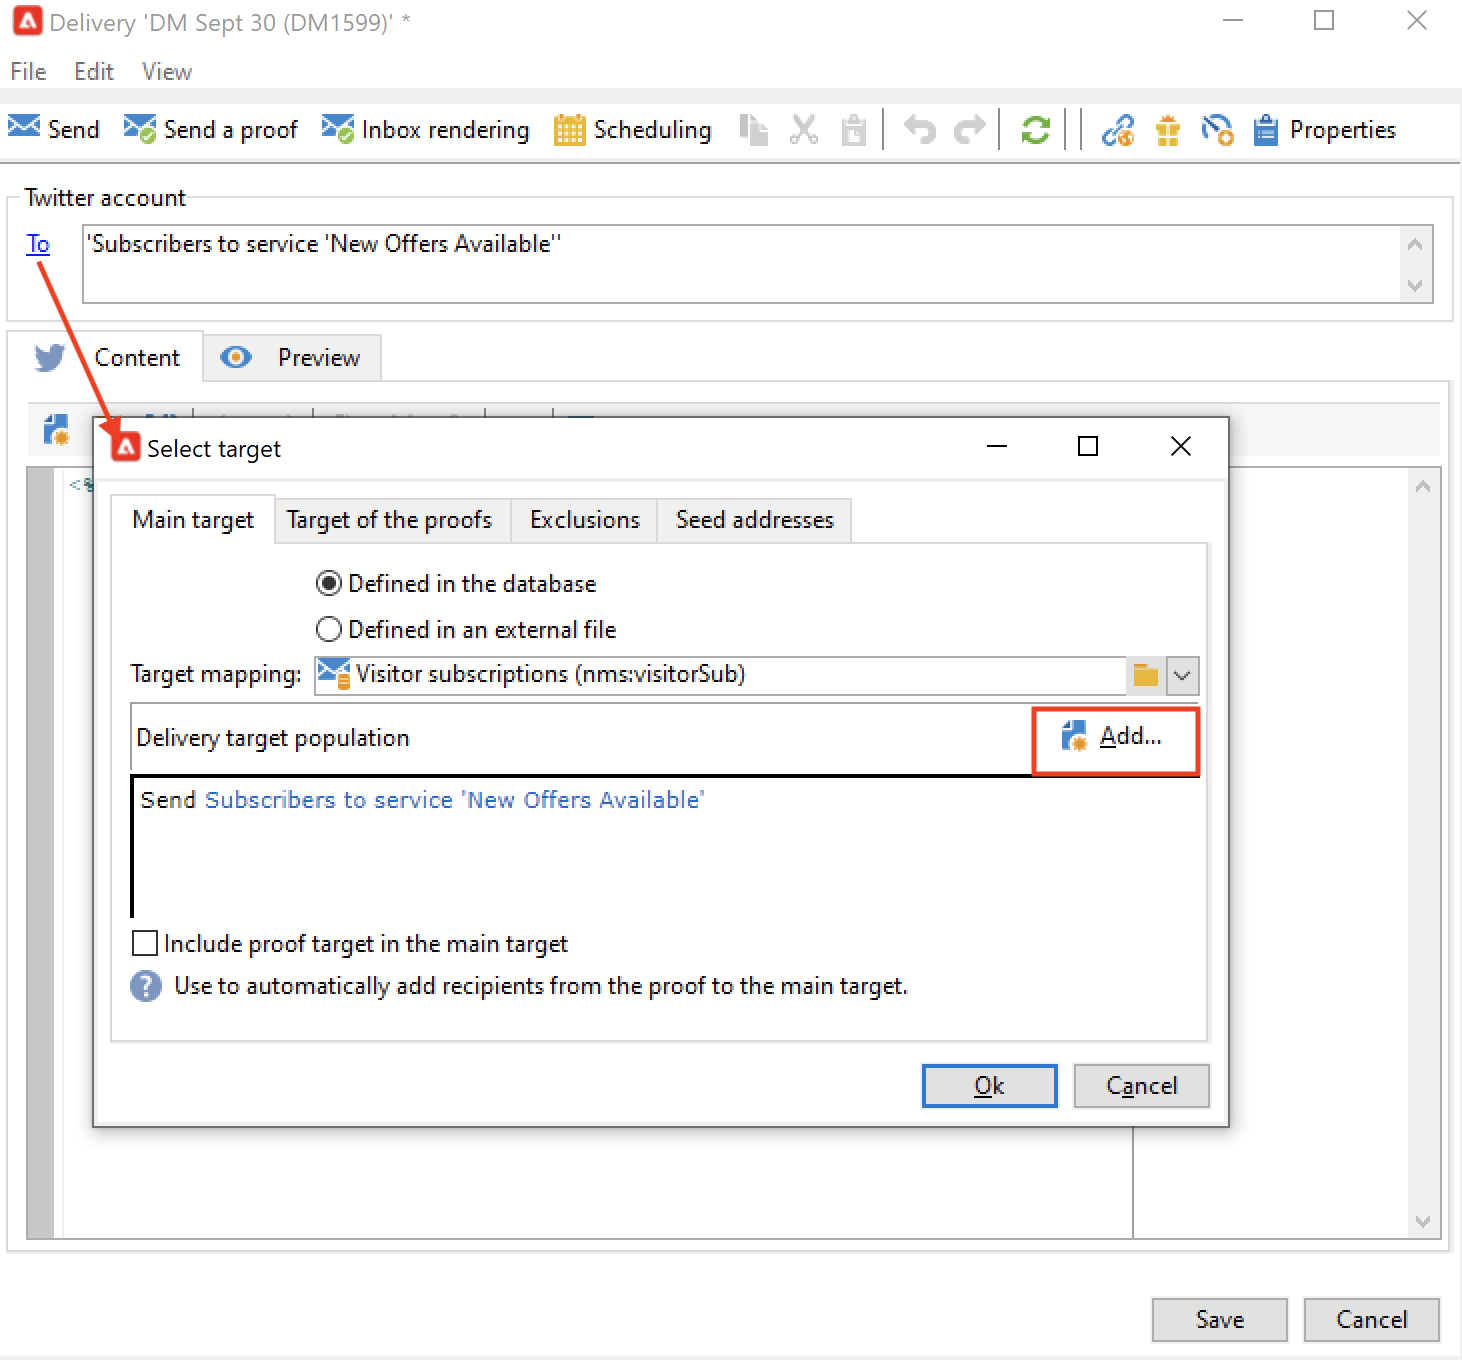 Delivery 'DM Sept 30 (DM1599)' *
File Edit View
Send Send a proof Inbox rendering Scheduling Properties
Twitter account
To 'Subscribers to service 'New Offers Available''
Content Preview
Select target
<%
Main target Target of the proofs Exclusions Seed addresses
Defined in the database
Defined in an external file
Target mapping: Visitor subscriptions (nms:visitorSub)
Delivery target population Add...
Send Subscribers to service 'New Offers Available'
Include proof target in the main target
? Use to automatically add recipients from the proof to the main target.
Ok Cancel
Save Cancel